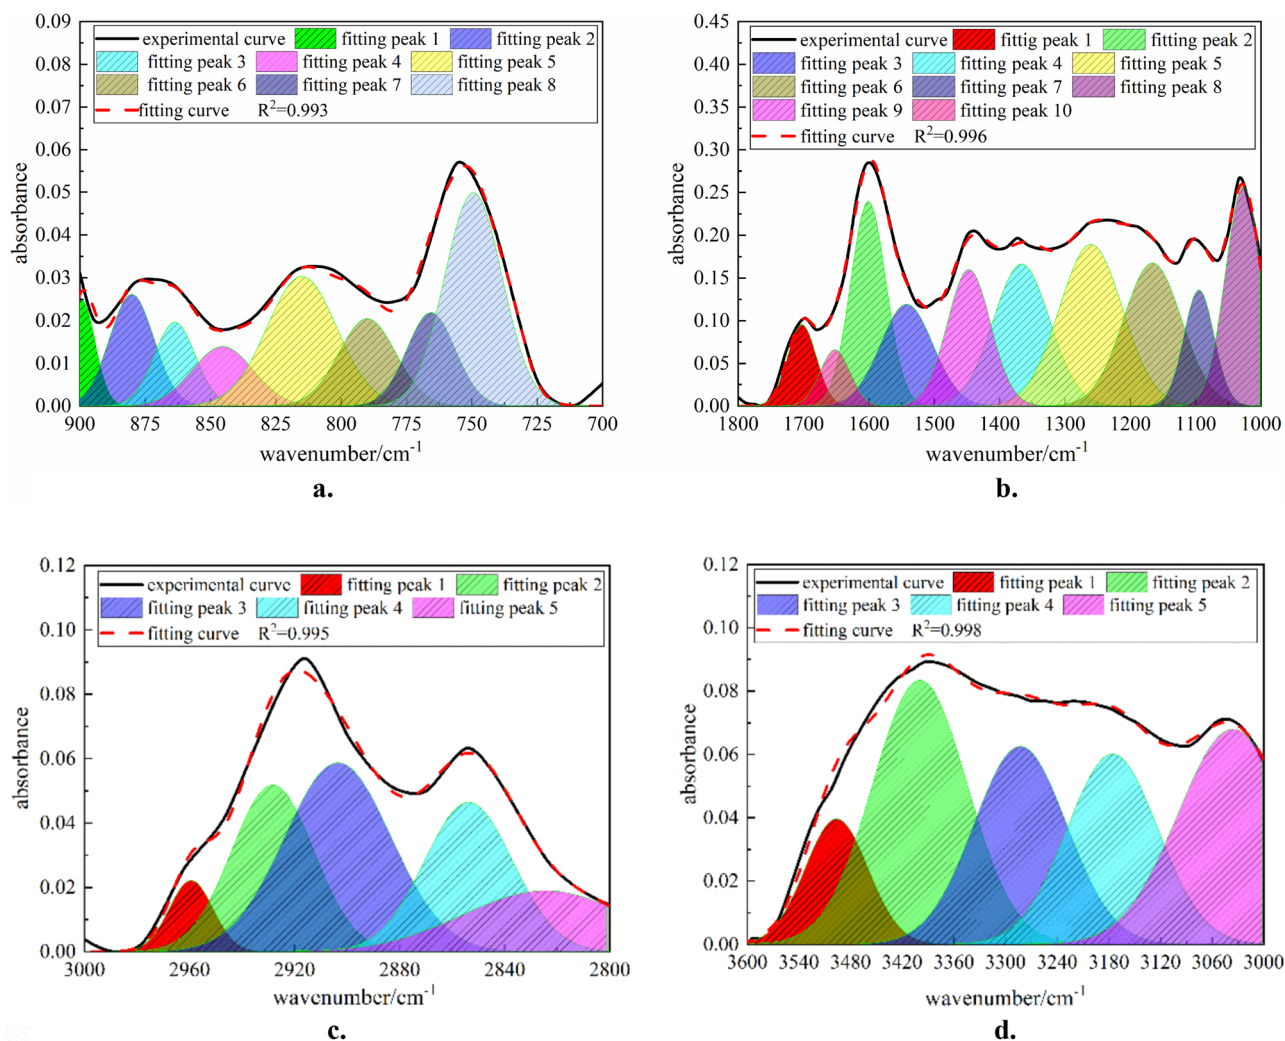 0.09
0.08
0.07
0.06
0.05
0.04
0.03
0.02
0.01
0.00
absorbance
experimental curve fitting peak 1 fitting peak 2
fitting peak 3 fitting peak 4 fitting peak 5
fitting peak 6 fitting peak 7 fitting peak 8
fitting curve R²=0.993
900 875 850 825 800 775 750 725 700
wavenumber/cm⁻¹
a.
0.45
0.40
0.35
0.30
0.25
0.20
0.15
0.10
0.05
0.00
absorbance
experimental curve fittig peak 1 fitting peak 2
fitting peak 3 fitting peak 4 fitting peak 5
fitting peak 6 fitting peak 7 fitting peak 8
fitting peak 9 fitting peak 10
fitting curve R²=0.996
1800 1700 1600 1500 1400 1300 1200 1100 1000
wavenumber/cm⁻¹
b.
0.12
0.10
0.08
0.06
0.04
0.02
0.00
absorbance
experimental curve fitting peak 1 fitting peak 2
fitting peak 3 fitting peak 4 fitting peak 5
fitting curve R²=0.995
3000 2960 2920 2880 2840 2800
wavenumber/cm⁻¹
c.
0.12
0.10
0.08
0.06
0.04
0.02
0.00
absorbance
experimental curve fitting peak 1 fitting peak 2
fitting peak 3 fitting peak 4 fitting peak 5
fitting curve R²=0.998
3600 3540 3480 3420 3360 3300 3240 3180 3120 3060 3000
wavenumber/cm⁻¹
d.